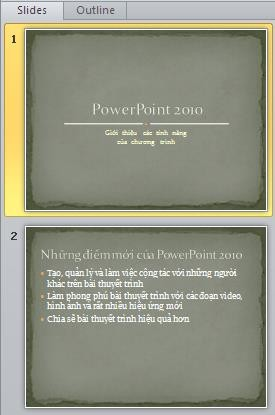 Slides
Outline
1
PowerPoint 2010
Giới thiệu các tính năng
của chương trình
2
Những điểm mới của PowerPoint 2010
Tạo, quản lý và làm việc cộng tác với những người
khác trên bài thuyết trình
Làm phong phú bài thuyết trình với các đoạn video,
hình ảnh và rất nhiều hiệu ứng mới
Chia sẽ bài thuyết trình hiệu quả hơn